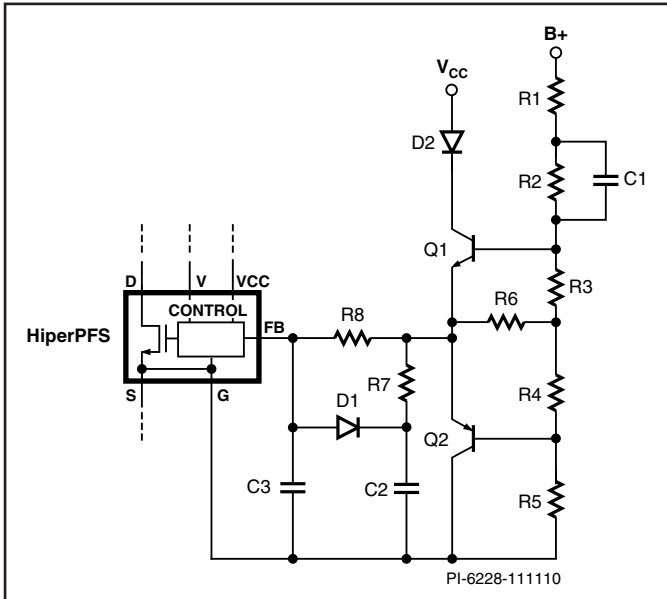 B+
VCC
R1
D2
R2
C1
Q1
R3
D
V
VCC
R6
CONTROL
R8
FB
HiperPFS
R7
R4
S
G
D1
Q2
C3
C2
R5
PI-6228-111110